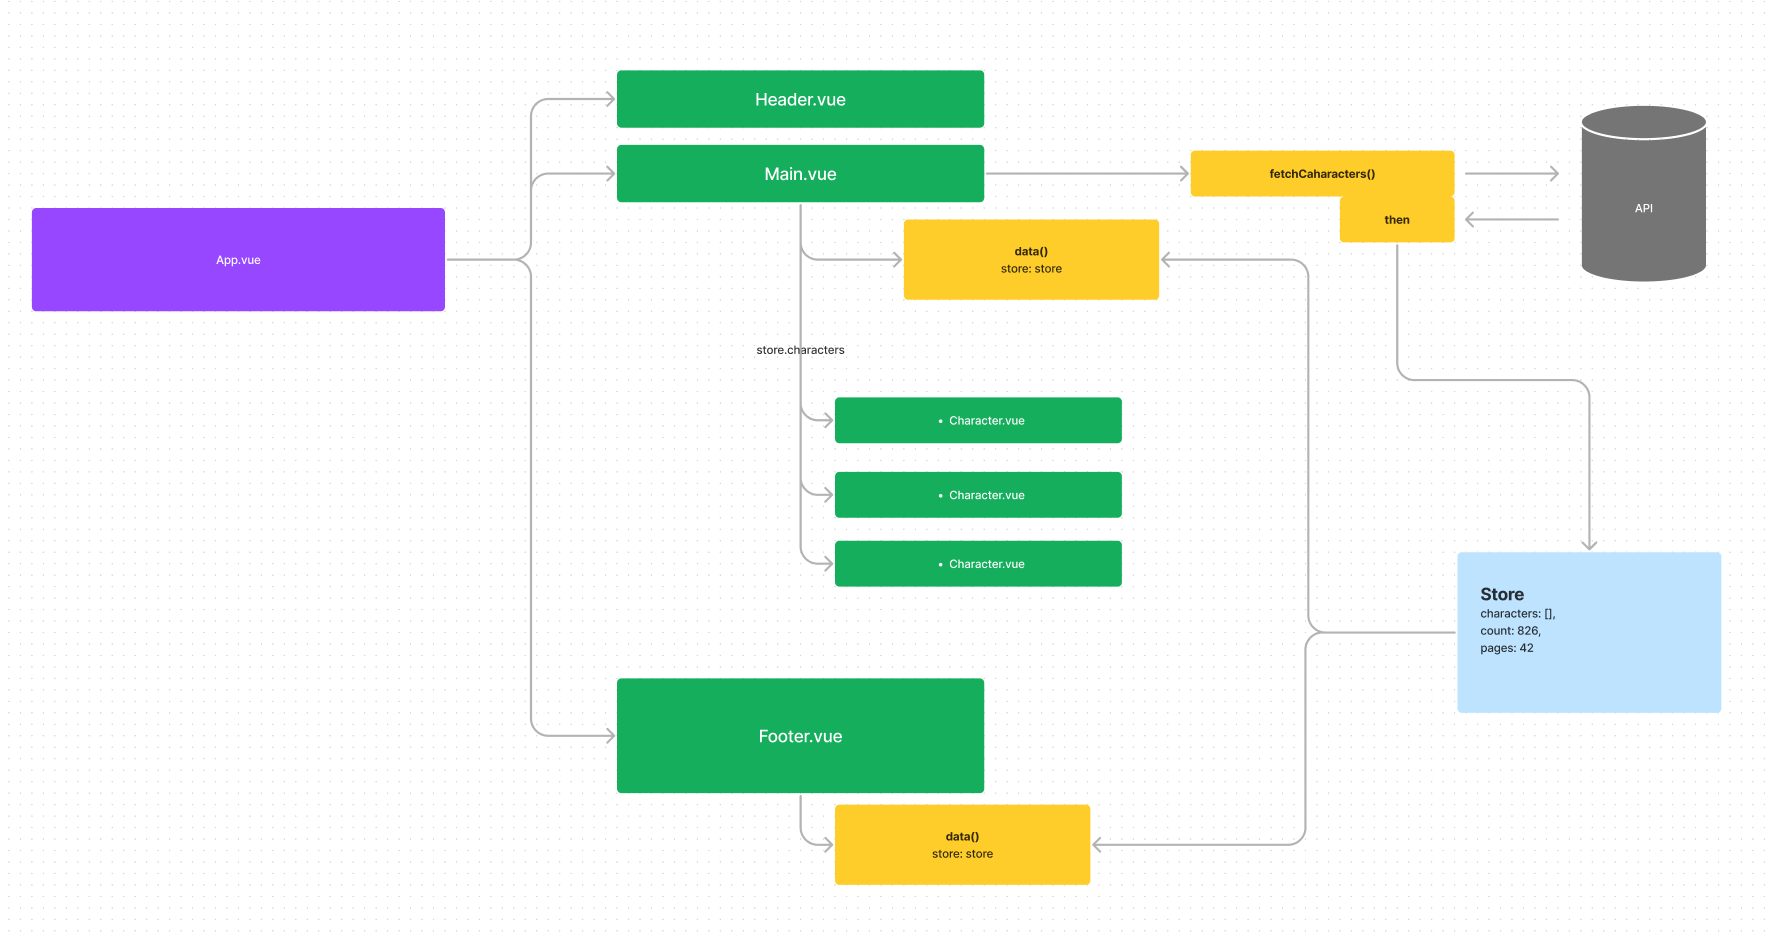 Header.vue
Main.vue
fetchCaharacters()
then
API
App.vue
data()
store: store
store.characters
• Character.vue
• Character.vue
• Character.vue
Store
characters: [],
count: 826,
pages: 42
Footer.vue
data()
store: store